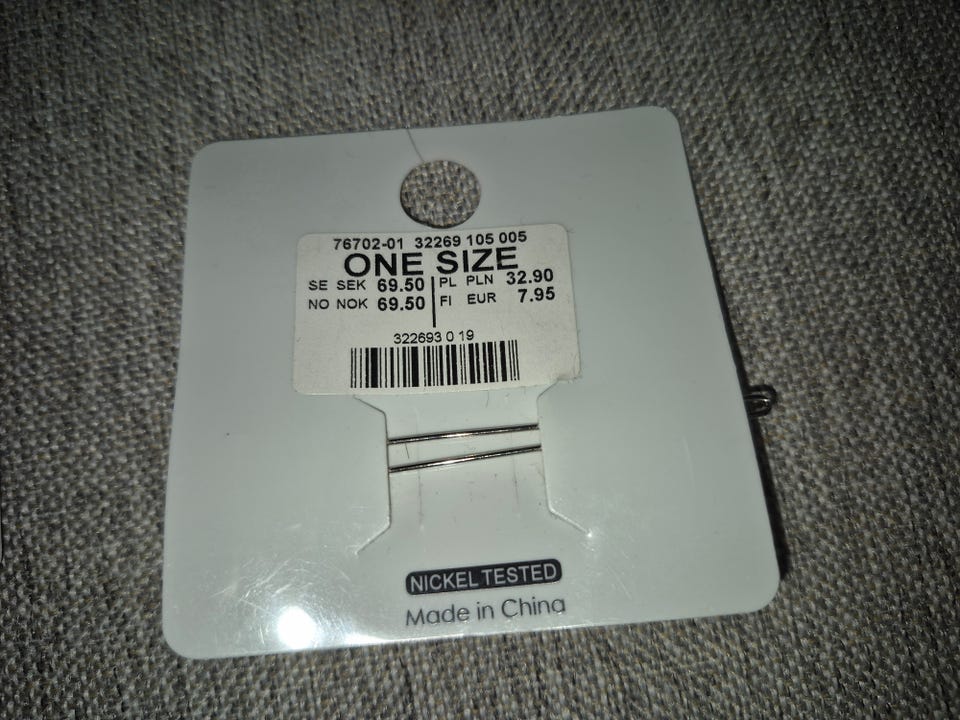 76702-01 32269 105 005
ONE SIZE
SE SEK 69.50 PL PLN 32.90
NO NOK 69.50 FI EUR 7.95
322693 0 19
NICKEL TESTED
Made in China